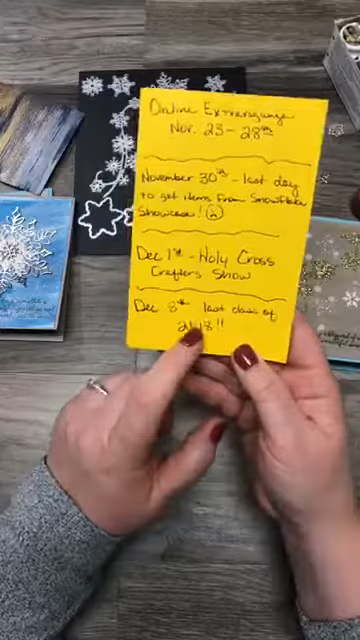 Online Extravaganza
Nov. 23 - 28th
November 30th - last day
to get items from Snowflake
Showcase! ☹
Dec 1st - Holy Cross
Crafters Show
Dec 8th last class of
2018!!